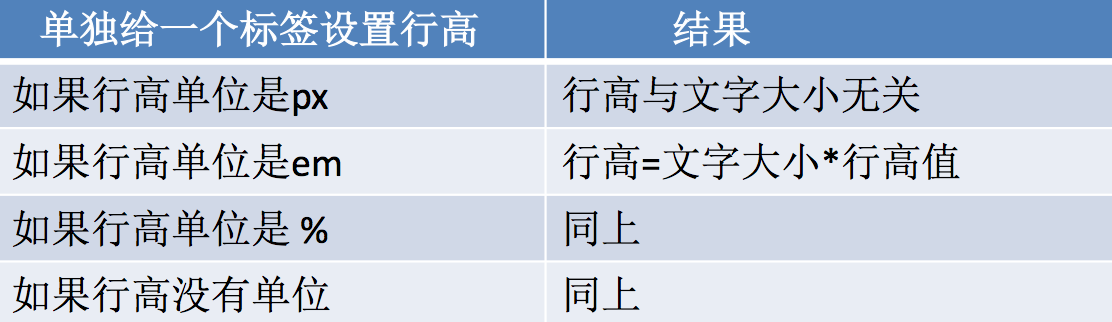 单独给一个标签设置行高 结果
如果行高单位是px 行高与文字大小无关
如果行高单位是em 行高=文字大小*行高值
如果行高单位是 % 同上
如果行高没有单位 同上